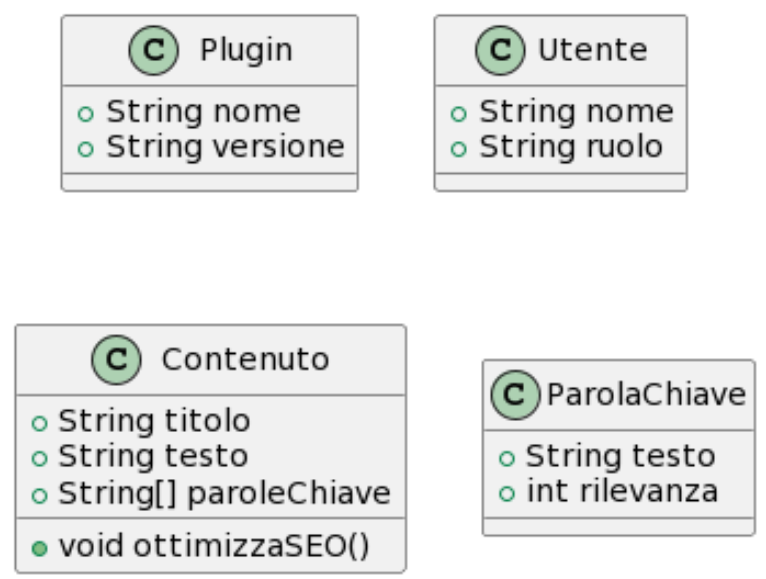 C Plugin
String nome
String versione
C Utente
String nome
String ruolo
C Contenuto
String titolo
String testo
String[] paroleChiave
void ottimizzaSEO()
C ParolaChiave
String testo
int rilevanza